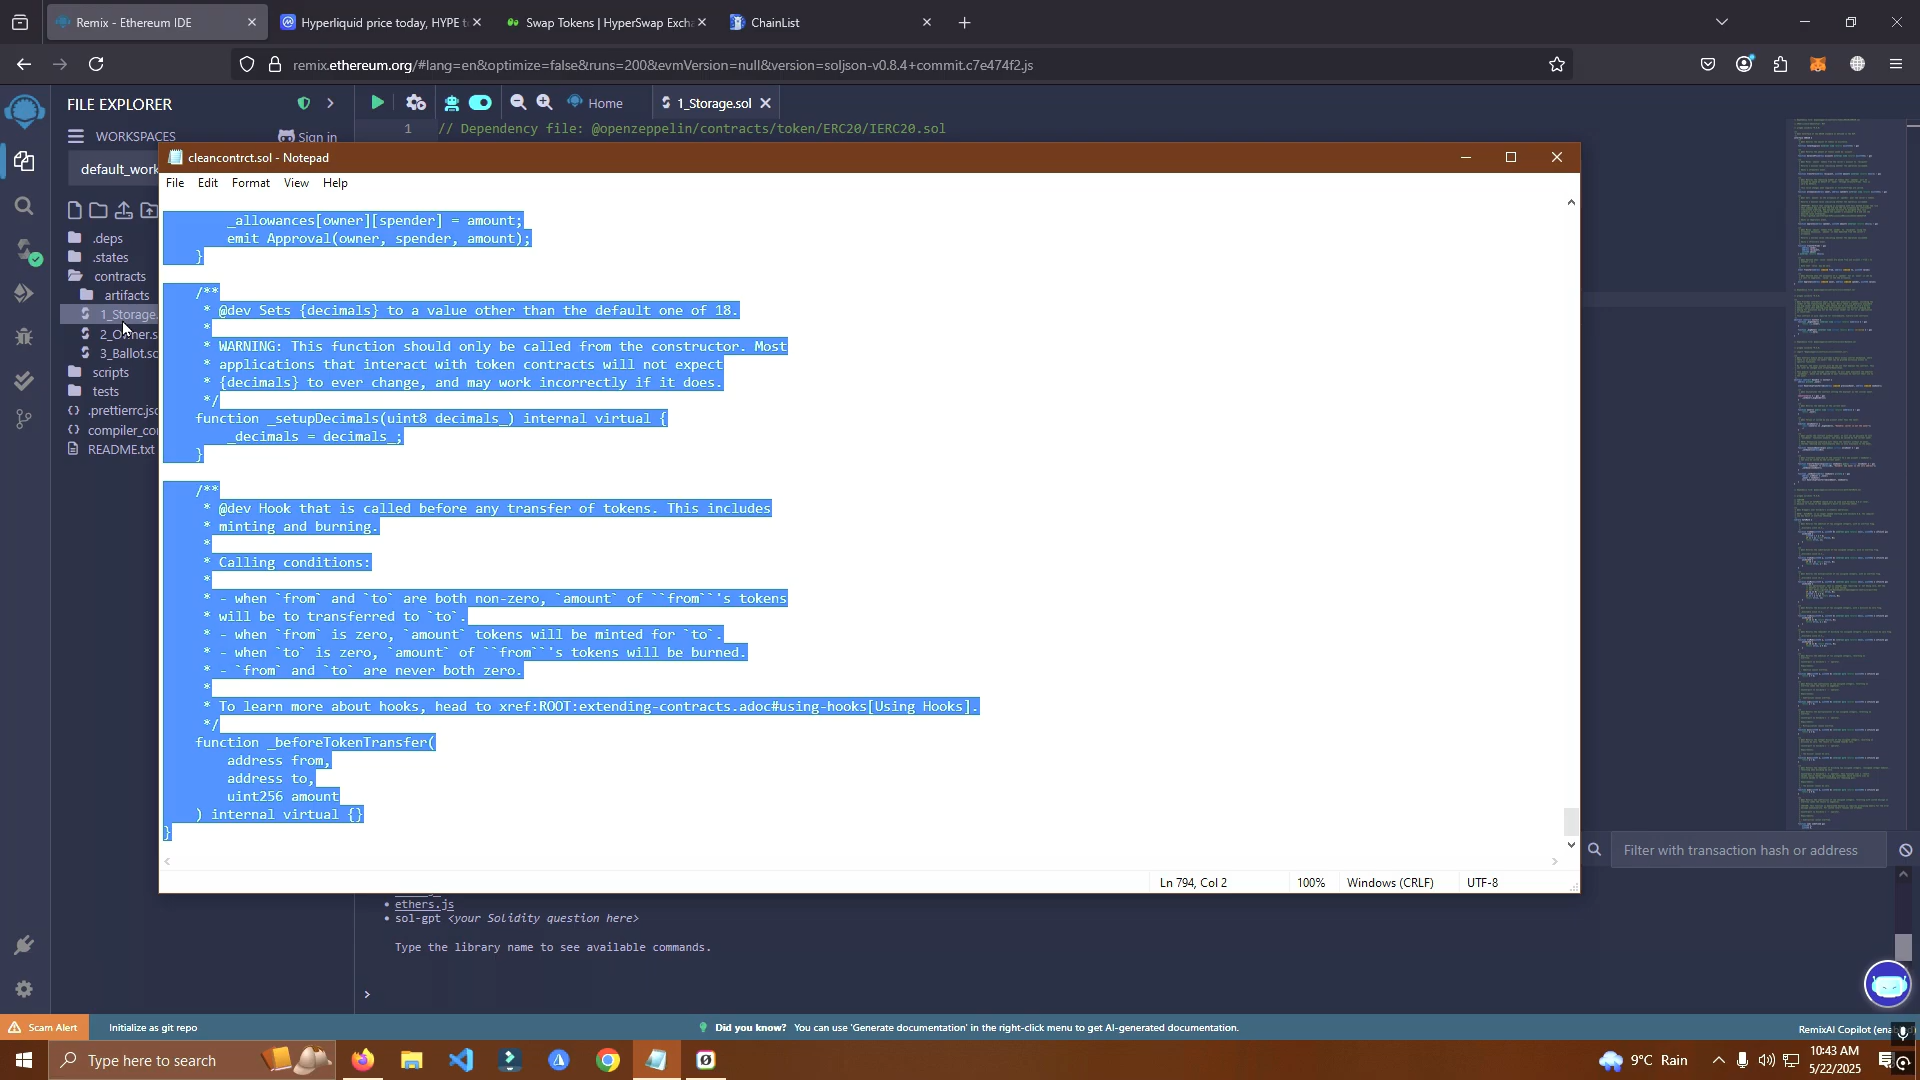 Remix - Ethereum IDE
Hyperliquid price today, HYPE to
Swap Tokens | HyperSwap Excha
ChainList
remix.ethereum.org/#lang=en&optimize=false&runs=200&evmVersion=null&version=soljson-v0.8.4+commit.c7e474f2.js
FILE EXPLORER
Home
1_Storage.sol
WORKSPACES
Sign in
1
// Dependency file: @openzeppelin/contracts/token/ERC20/IERC20.sol
default_work
.deps
.states
contracts
artifacts
1_Storage.
2_Owner.s
3_Ballot.so
scripts
tests
.prettierrc.jsc
compiler_con
README.txt
cleancontrct.sol - Notepad
File Edit Format View Help
_allowances[owner][spender] = amount;
emit Approval(owner, spender, amount);
}
/**
* @dev Sets {decimals} to a value other than the default one of 18.
*
* WARNING: This function should only be called from the constructor. Most
* applications that interact with token contracts will not expect
* {decimals} to ever change, and may work incorrectly if it does.
*/
function _setupDecimals(uint8 decimals_) internal virtual {
_decimals = decimals_;
}
/**
* @dev Hook that is called before any transfer of tokens. This includes
* minting and burning.
*
* Calling conditions:
*
* - when `from` and `to` are both non-zero, `amount` of ``from``'s tokens
* will be to transferred to `to`.
* - when `from` is zero, `amount` tokens will be minted for `to`.
* - when `to` is zero, `amount` of ``from``'s tokens will be burned.
* - `from` and `to` are never both zero.
*
* To learn more about hooks, head to xref:ROOT:extending-contracts.adoc#using-hooks[Using Hooks].
*/
function _beforeTokenTransfer(
address from,
address to,
uint256 amount
) internal virtual {}
}
Ln 794, Col 2
100%
Windows (CRLF)
UTF-8
Filter with transaction hash or address
• ethers.js
• sol-gpt <your Solidity question here>
Type the library name to see available commands.
>
Scam Alert
Initialize as git repo
Did you know? You can use 'Generate documentation' in the right-click menu to get AI-generated documentation.
RemixAI Copilot (ena
Type here to search
9°C Rain
10:43 AM
5/22/2025